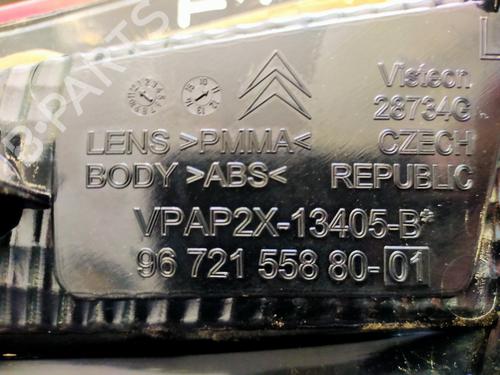 Visteon
28734G
LENS >PMMA< CZECH
BODY >ABS< REPUBLIC
VPAP2X-13405-B*
96 721 558 80-01